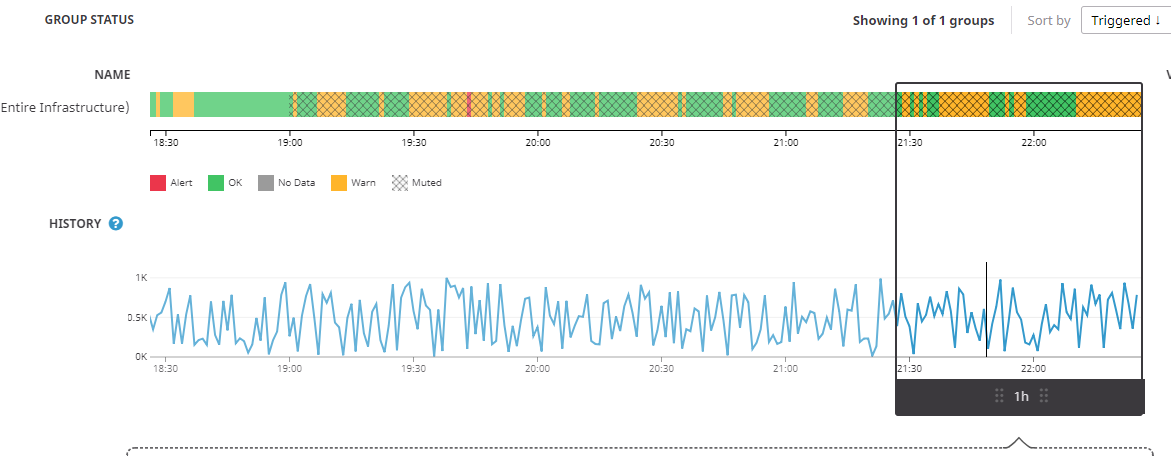 GROUP STATUS
Showing 1 of 1 groups
Sort by
Triggered ↓
NAME
V
Entire Infrastructure)
18:30 19:00 19:30 20:00 20:30 21:00 21:30 22:00
Alert OK No Data Warn Muted
HISTORY ?
1K
0.5K
0K
18:30 19:00 19:30 20:00 20:30 21:00 21:30 22:00
1h